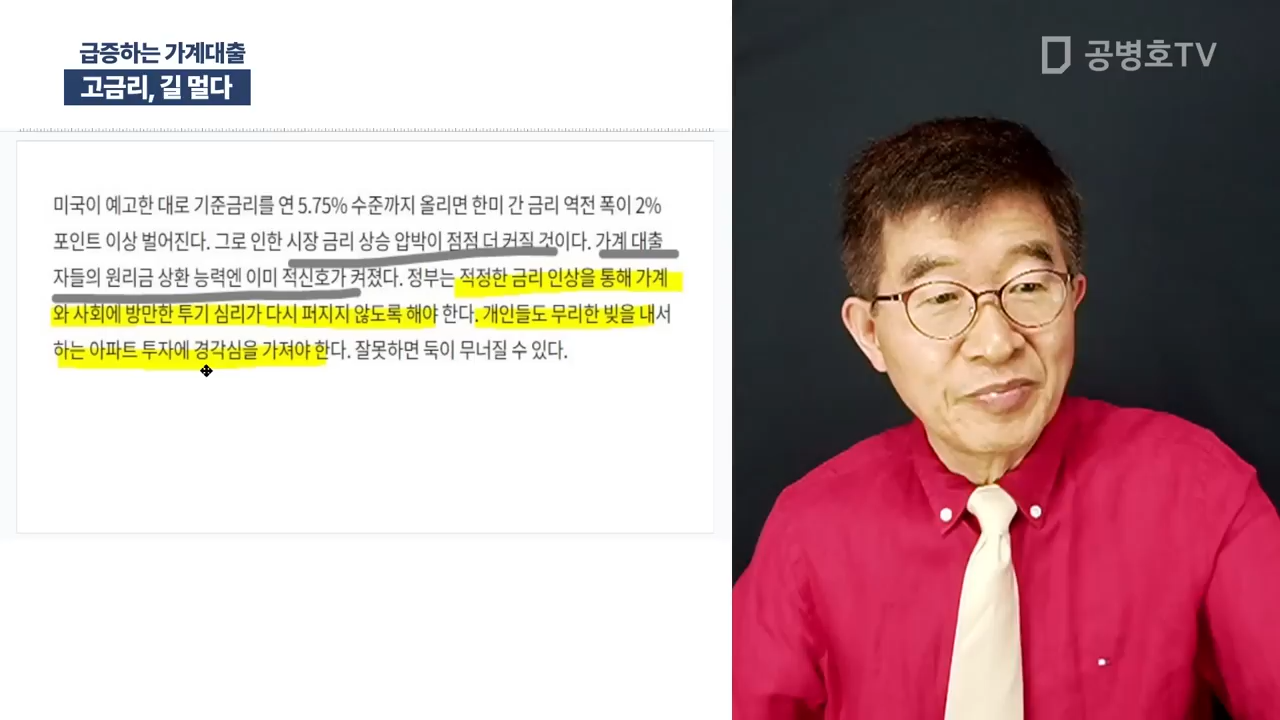 급증하는 가계대출
고금리, 길 멀다
공병호TV
미국이 예고한 대로 기준금리를 연 5.75% 수준까지 올리면 한미 간 금리 역전 폭이 2%
포인트 이상 벌어진다. 그로 인한 시장 금리 상승 압박이 점점 더 커질 것이다. 가계 대출
자들의 원리금 상환 능력엔 이미 적신호가 켜졌다. 정부는 적정한 금리 인상을 통해 가계
와 사회에 방만한 투기 심리가 다시 퍼지지 않도록 해야 한다. 개인들도 무리한 빚을 내서
하는 아파트 투자에 경각심을 가져야 한다. 잘못하면 둑이 무너질 수 있다.